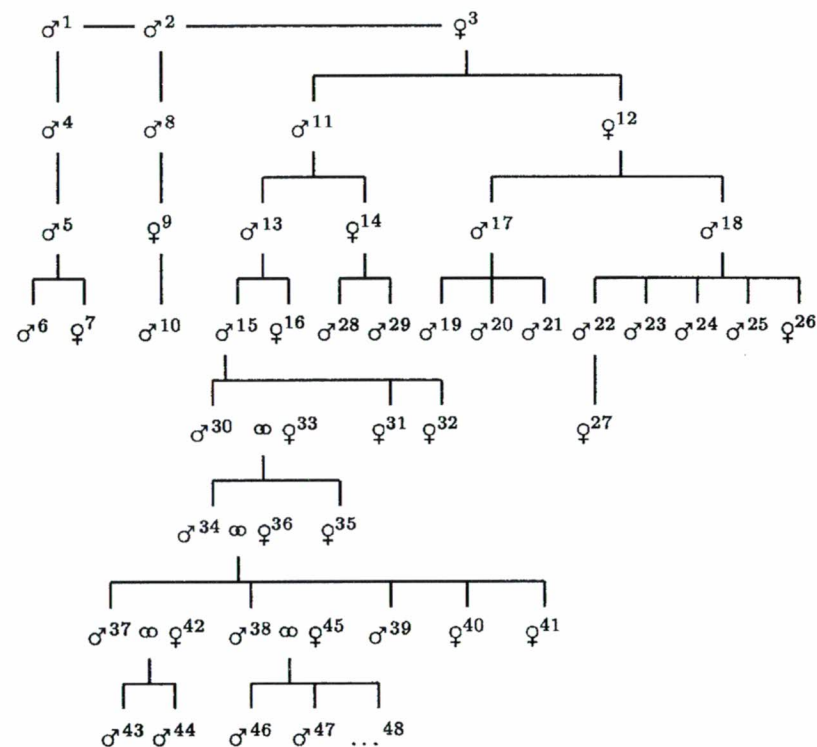 ♂1 ♂2 ♀3
♂4 ♂8 ♂11 ♀12
♂5 ♀9 ♂13 ♀14 ♂17 ♂18
♂6 ♀7 ♂10 ♂15 ♀16 ♂28 ♂29 ♂19 ♂20 ♂21 ♂22 ♂23 ♂24 ♂25 ♀26
♂30 ⚭ ♀33 ♀31 ♀32 ♀27
♂34 ⚭ ♀36 ♀35
♂37 ⚭ ♀42 ♂38 ⚭ ♀45 ♂39 ♀40 ♀41
♂43 ♂44 ♂46 ♂47 ...48